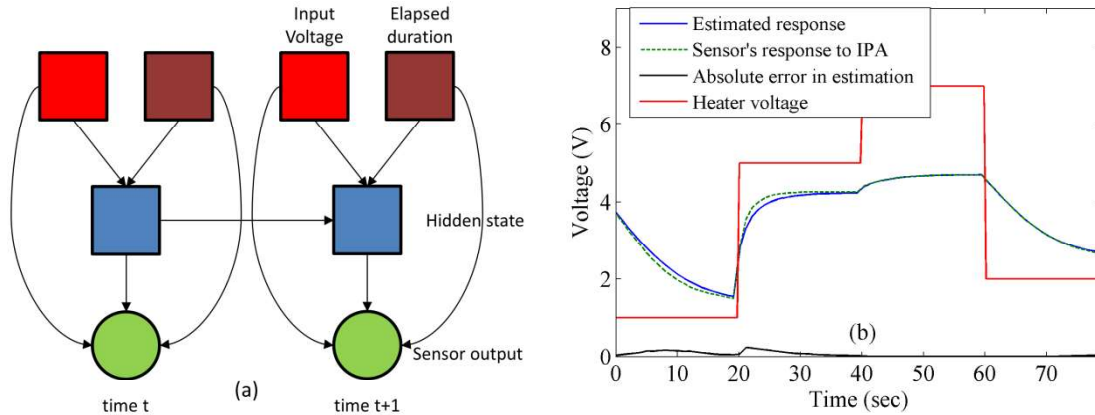 Input
Voltage
Elapsed
duration
Hidden state
Sensor output
(a)
time t
time t+1
Estimated response
Sensor's response to IPA
Absolute error in estimation
Heater voltage
Voltage (V)
8
6
4
2
0
(b)
0
10
20
30
40
50
60
70
Time (sec)